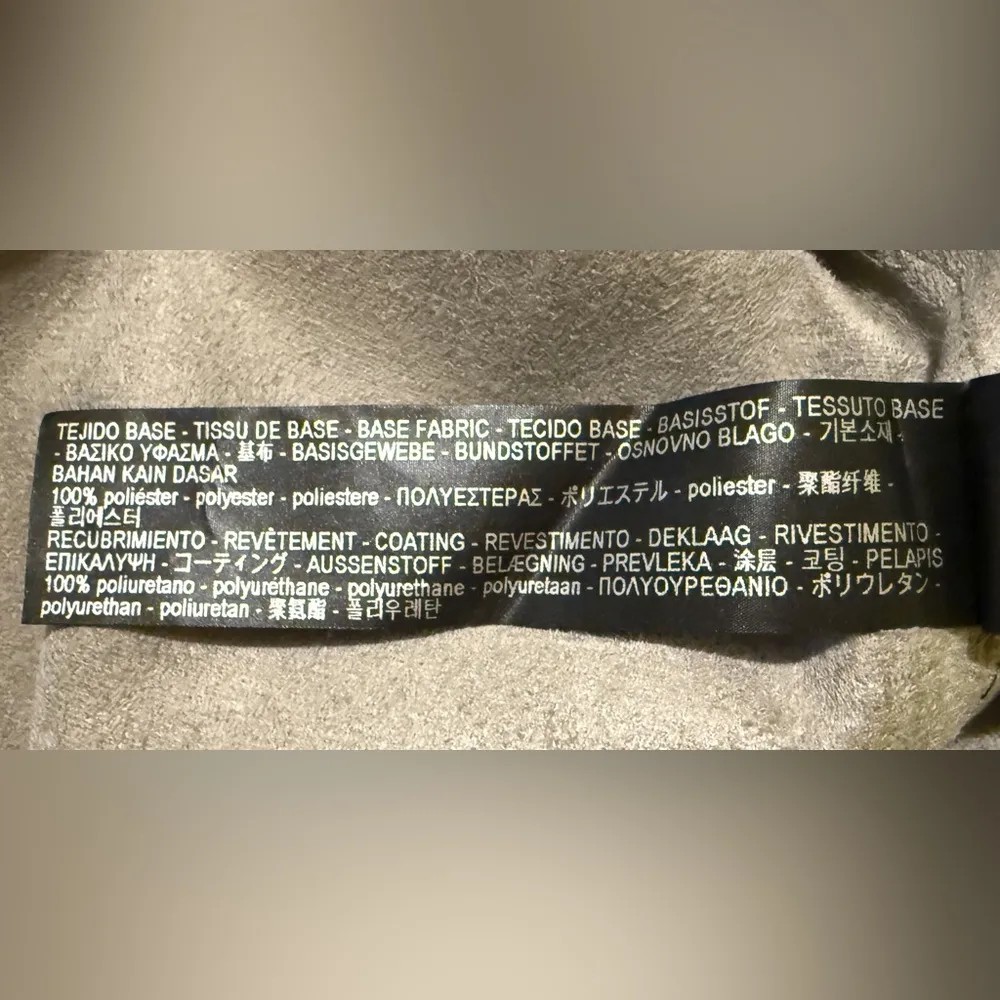 TEJIDO BASE - TISSU DE BASE - BASE FABRIC - TECIDO BASE - BASISSTOF - TESSUTO BASE
- ΒΑΣΙΚΟ ΥΦΑΣΜΑ - 基布 - BASISGEWEBE - BUNDSTOFFET - OSNOVNO BLAGO - 기본소재 -
BAHAN KAIN DASAR
100% poliéster - polyester - poliestere - ΠΟΛΥΕΣΤΕΡΑΣ - ポリエステル - poliester - 聚酯纤维 -
폴리에스터
RECUBRIMIENTO - REVÊTEMENT - COATING - REVESTIMENTO - DEKLAAG - RIVESTIMENTO -
ΕΠΙΚΑΛΥΨΗ - コーティング - AUSSENSTOFF - BELÆGNING - PREVLEKA - 涂层 - 코팅 - PELAPIS
100% poliuretano - polyuréthane - polyurethane - polyuretaan - ΠΟΛΥΟΥΡΕΘΑΝΙΟ - ポリウレタン -
polyurethan - poliuretan - 聚氨酯 - 폴리우레탄